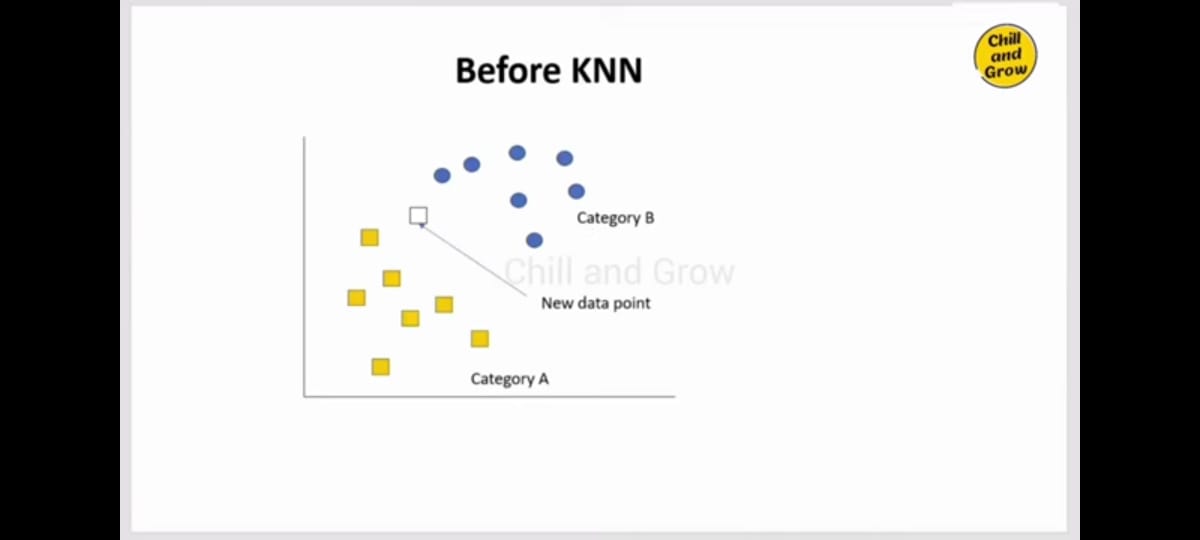 Before KNN
Chill
and
Grow
Category B
Chill and Grow
New data point
Category A